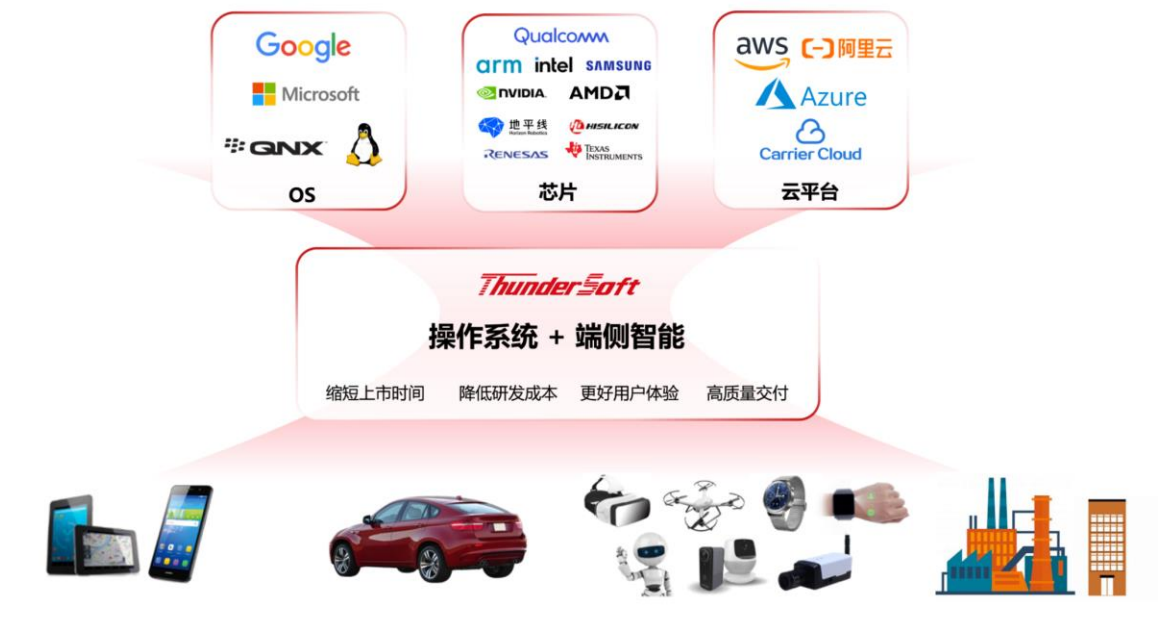 Google
Microsoft
QNX
OS
Qualcomm
arm intel SAMSUNG
NVIDIA AMD
地平线 Horizon Robotics HISILICON
RENESAS TEXAS INSTRUMENTS
芯片
aws 阿里云
Azure
Carrier Cloud
云平台
ThunderSoft
操作系统 + 端侧智能
缩短上市时间 降低研发成本 更好用户体验 高质量交付